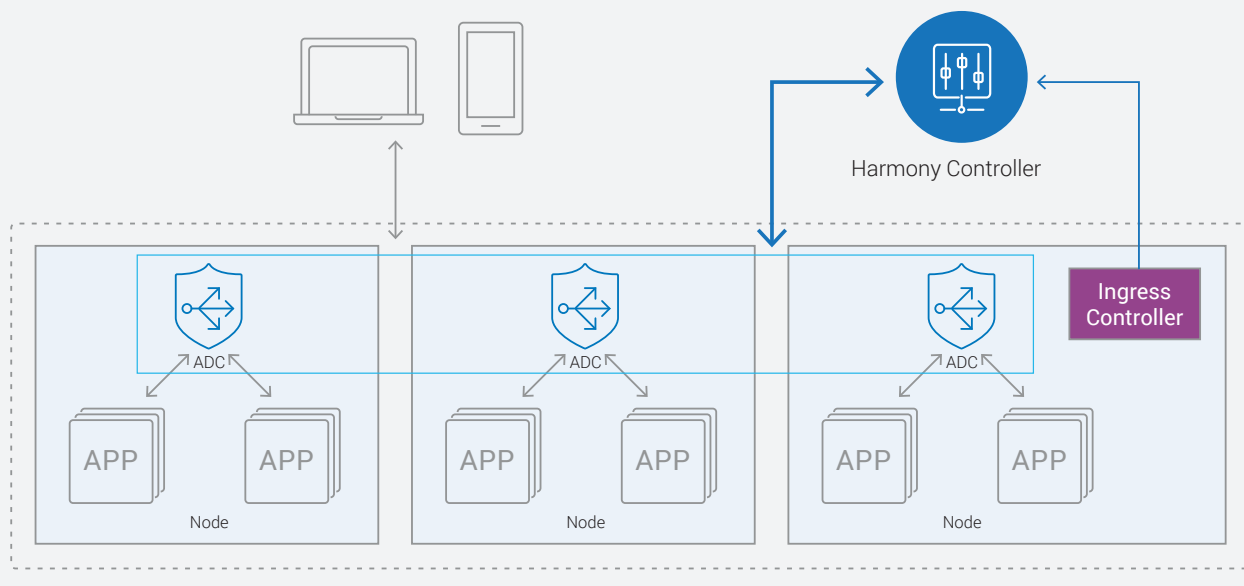 Harmony Controller
Ingress
Controller
ADC
ADC
ADC
APP
APP
APP
APP
APP
APP
Node
Node
Node